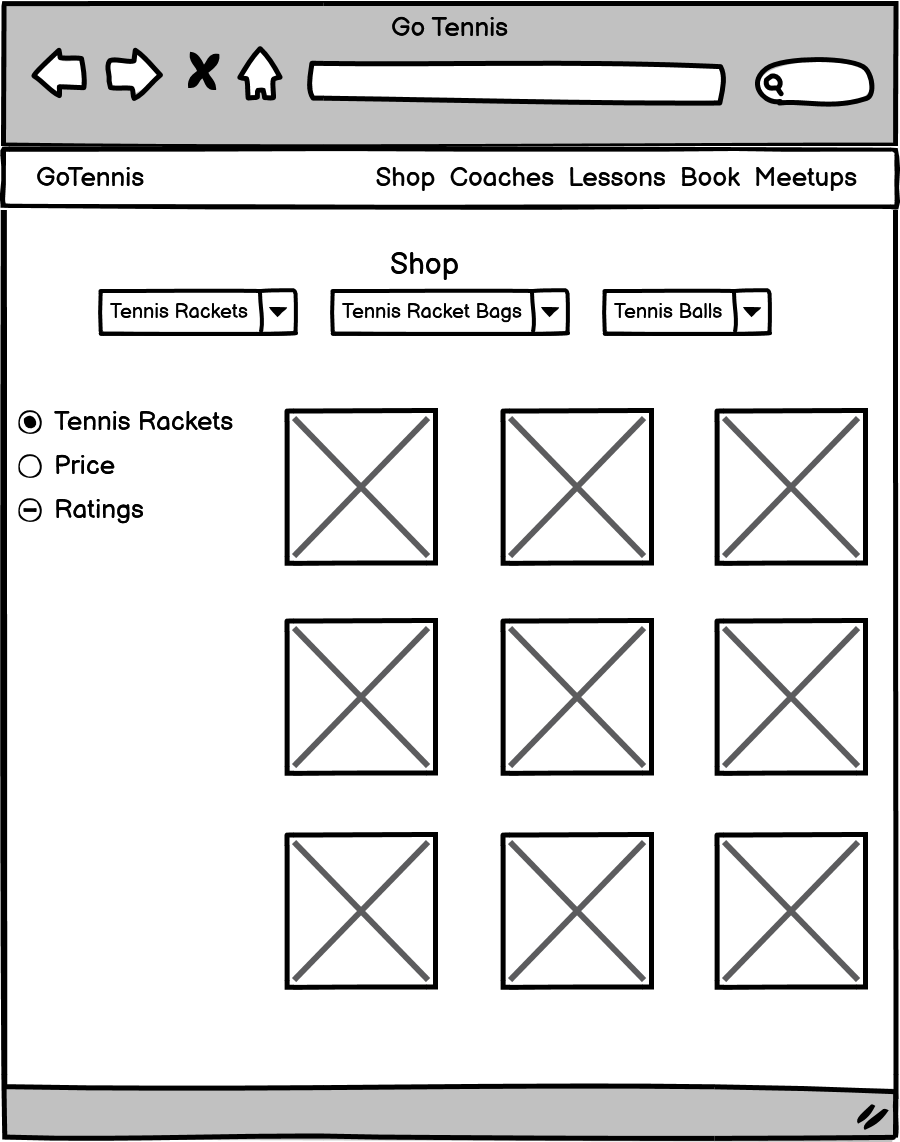 Go Tennis
GoTennis Shop Coaches Lessons Book Meetups
Shop
Tennis Rackets Tennis Racket Bags Tennis Balls
Tennis Rackets
Price
Ratings